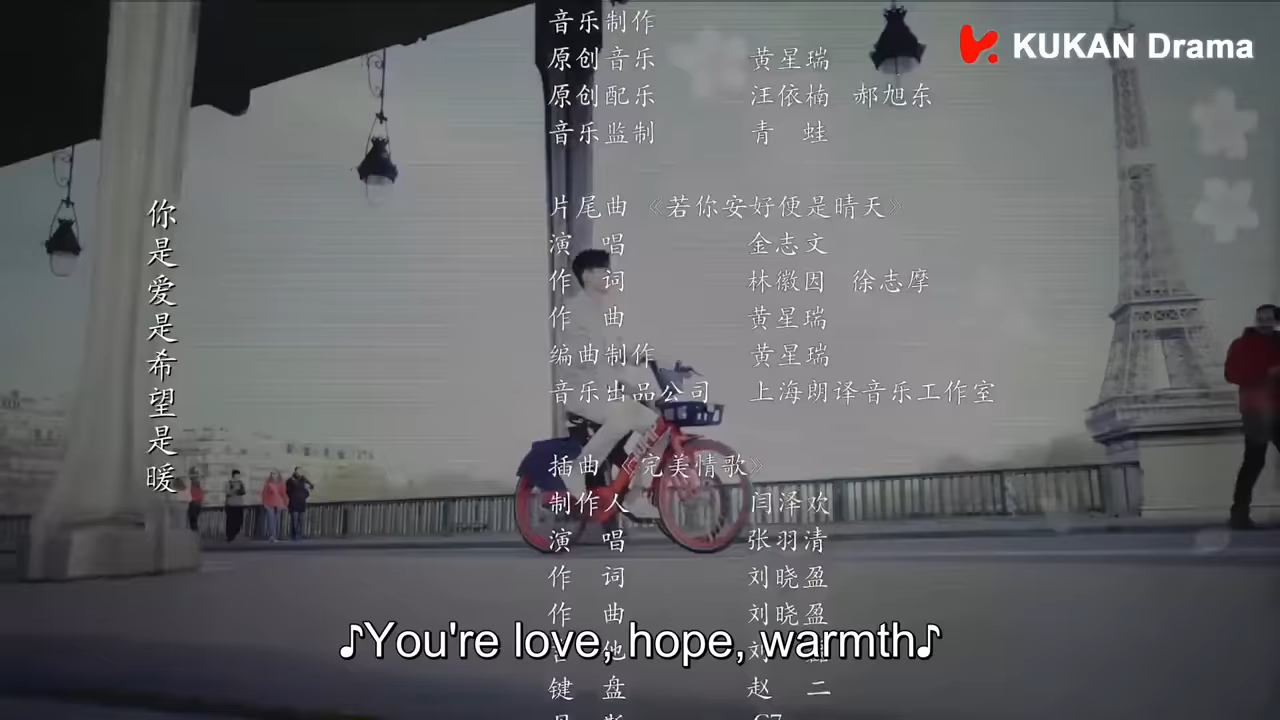 KUKAN Drama
音乐制作
原创音乐 黄星瑞
原创配乐 汪依楠 郝旭东
音乐监制 青 蛙
片尾曲 《若你安好便是晴天》
演 唱 金志文
作 词 林徽因 徐志摩
作 曲 黄星瑞
编曲制作 黄星瑞
音乐出品公司 上海朗译音乐工作室
插曲 《完美情歌》
制作人 闫泽欢
演 唱 张羽清
作 词 刘晓盈
作 曲 刘晓盈
键 盘 赵 二
你是爱是希望是暖
♪You're love, hope, warmth♪